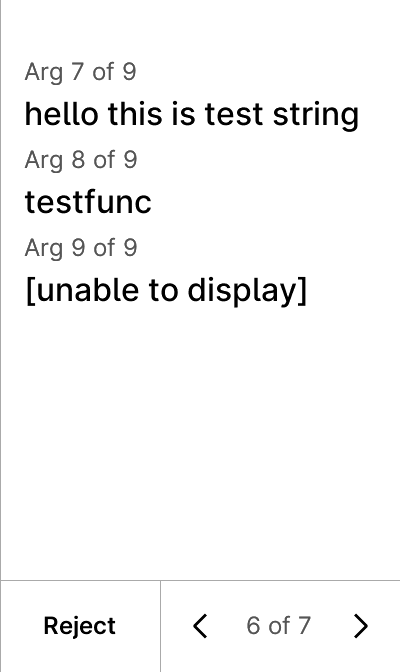 Arg 7 of 9
hello this is test string
Arg 8 of 9
testfunc
Arg 9 of 9
[unable to display]
Reject
6 of 7